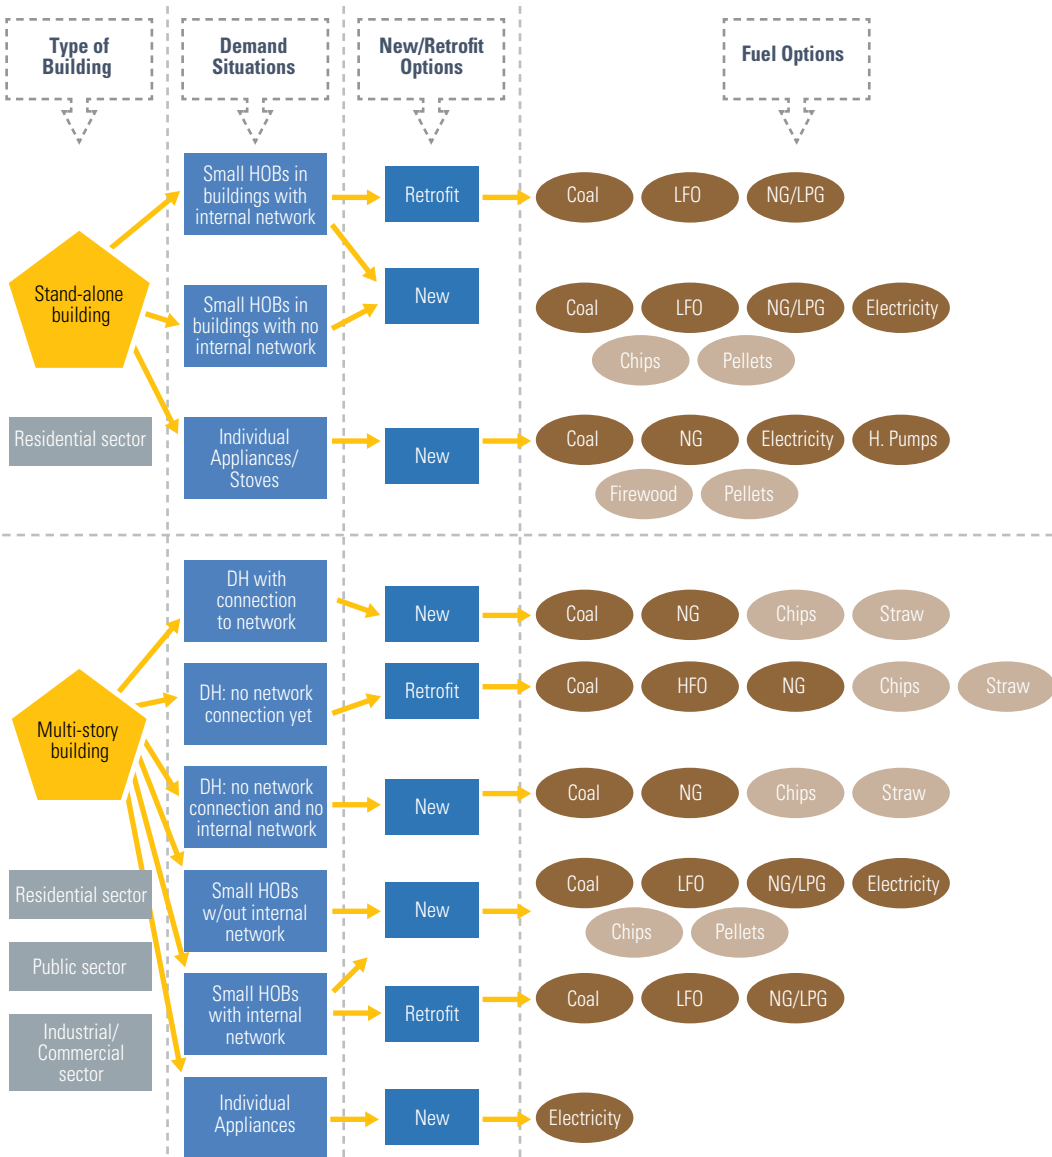 Type of
Building
Demand
Situations
New/Retrofit
Options
Fuel Options
Small HOBs in
buildings with
internal network
Retrofit
Coal
LFO
NG/LPG
Stand-alone
building
Small HOBs in
buildings with no
internal network
New
Coal
LFO
NG/LPG
Electricity
Chips
Pellets
Residential sector
Individual
Appliances/
Stoves
New
Coal
NG
Electricity
H. Pumps
Firewood
Pellets
DH with
connection
to network
New
Coal
NG
Chips
Straw
Multi-story
building
DH: no network
connection yet
Retrofit
Coal
HFO
NG
Chips
Straw
DH: no network
connection and no
internal network
New
Coal
NG
Chips
Straw
Residential sector
Public sector
Industrial/
Commercial
sector
Small HOBs
w/out internal
network
New
Coal
LFO
NG/LPG
Electricity
Chips
Pellets
Small HOBs
with internal
network
Retrofit
Coal
LFO
NG/LPG
Individual
Appliances
New
Electricity